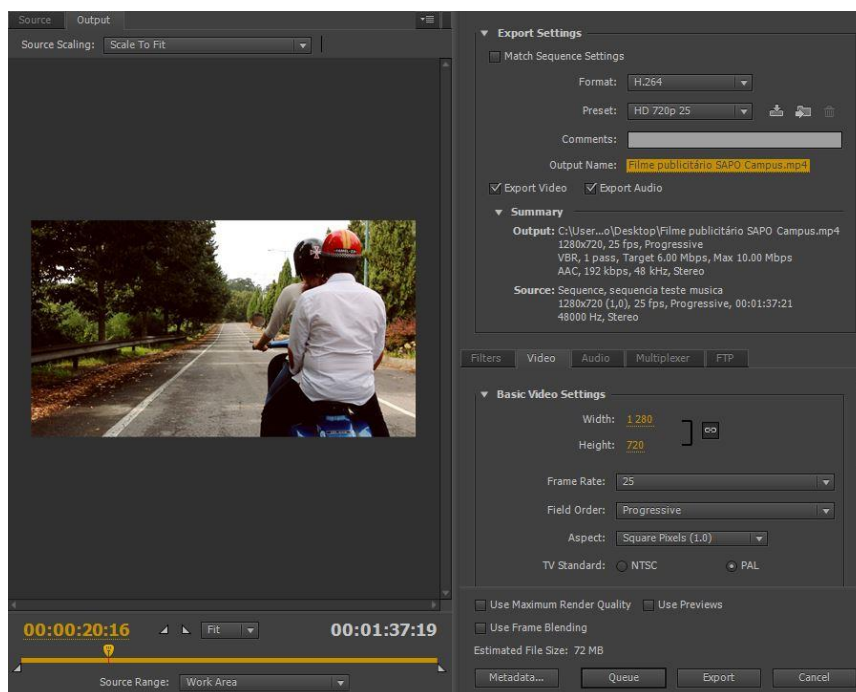 Source Output
Source Scaling: Scale To Fit
00:00:20:16 Fit 00:01:37:19
Source Range: Work Area
Export Settings
Match Sequence Settings
Format: H.264
Preset: HD 720p 25
Comments:
Output Name: Filme publicitário SAPO Campus.mp4
Export Video Export Audio
Summary
Output: C:\User...o\Desktop\Filme publicitário SAPO Campus.mp4
1280x720, 25 fps, Progressive
VBR, 1 pass, Target 6.00 Mbps, Max 10.00 Mbps
AAC, 192 kbps, 48 kHz, Stereo
Source: Sequence, sequencia teste musica
1280x720 (1,0), 25 fps, Progressive, 00:01:37:21
48000 Hz, Stereo
Filters Video Audio Multiplexer FTP
Basic Video Settings
Width: 1 280
Height: 720
Frame Rate: 25
Field Order: Progressive
Aspect: Square Pixels (1.0)
TV Standard: NTSC PAL
Use Maximum Render Quality Use Previews
Use Frame Blending
Estimated File Size: 72 MB
Metadata... Queue Export Cancel